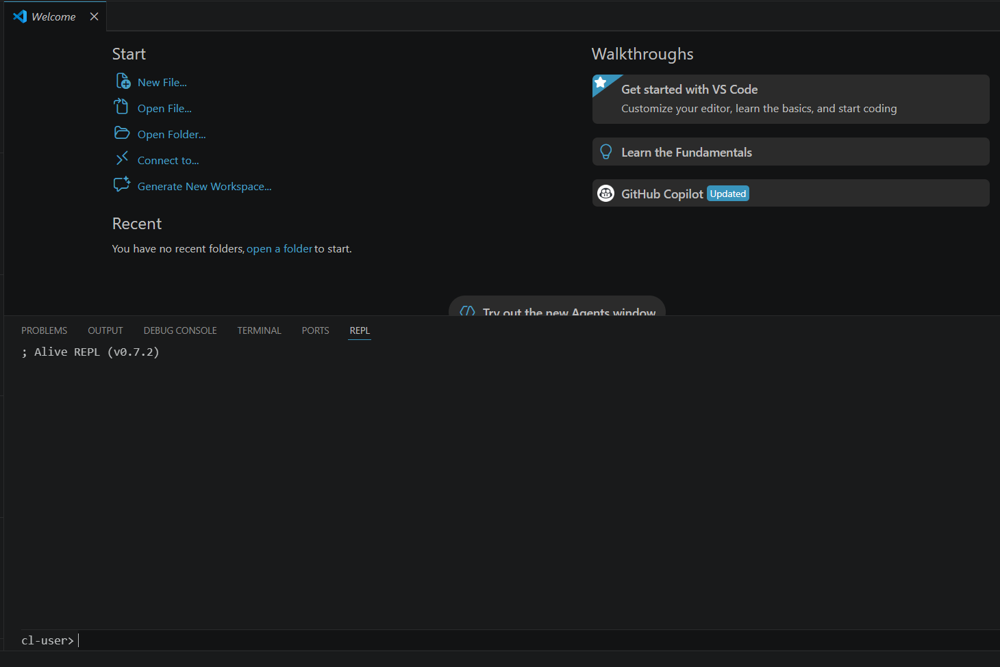 Welcome
Start
New File...
Open File...
Open Folder...
Connect to...
Generate New Workspace...
Recent
You have no recent folders, open a folder to start.
Walkthroughs
Get started with VS Code
Customize your editor, learn the basics, and start coding
Learn the Fundamentals
GitHub Copilot Updated
Try out the new Agents window
PROBLEMS OUTPUT DEBUG CONSOLE TERMINAL PORTS REPL
; Alive REPL (v0.7.2)
cl-user>